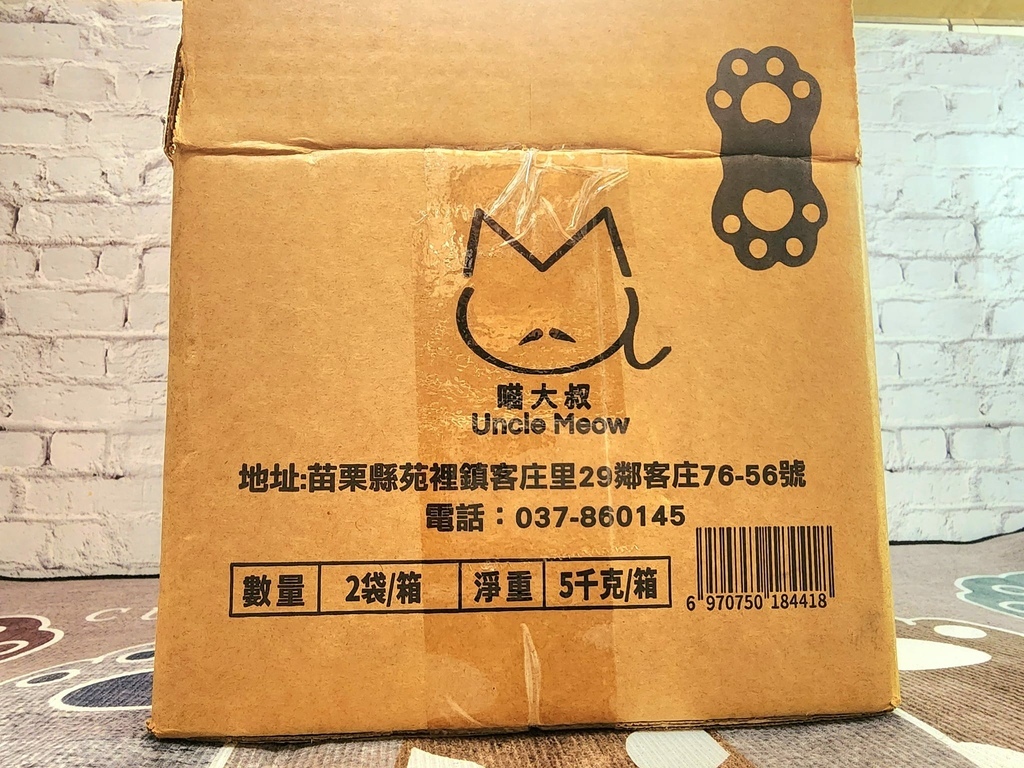 喵大叔
Uncle Meow
地址:苗栗縣苑裡鎮客庄里29鄰客庄76-56號
電話：037-860145
數量 2袋/箱 淨重 5千克/箱
6 970750 184418